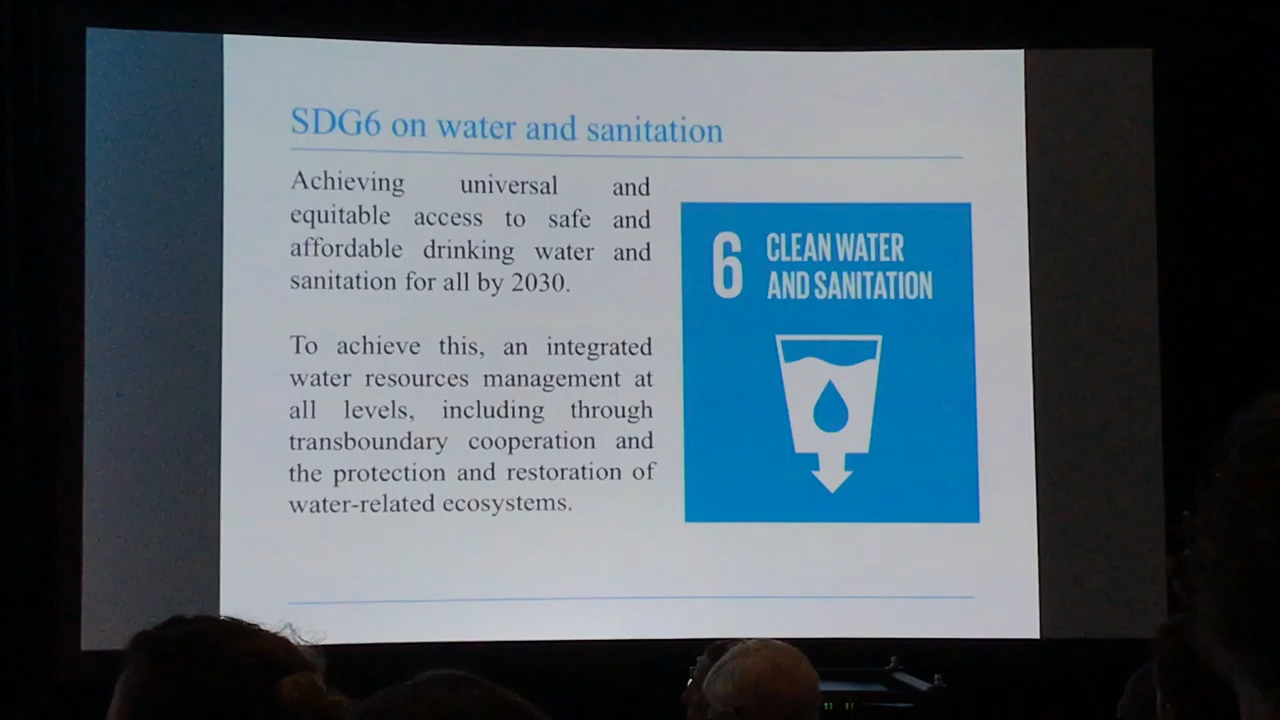 SDG6 on water and sanitation
Achieving universal and
equitable access to safe and
affordable drinking water and
sanitation for all by 2030.
To achieve this, an integrated
water resources management at
all levels, including through
transboundary cooperation and
the protection and restoration of
water-related ecosystems.
6 CLEAN WATER
AND SANITATION